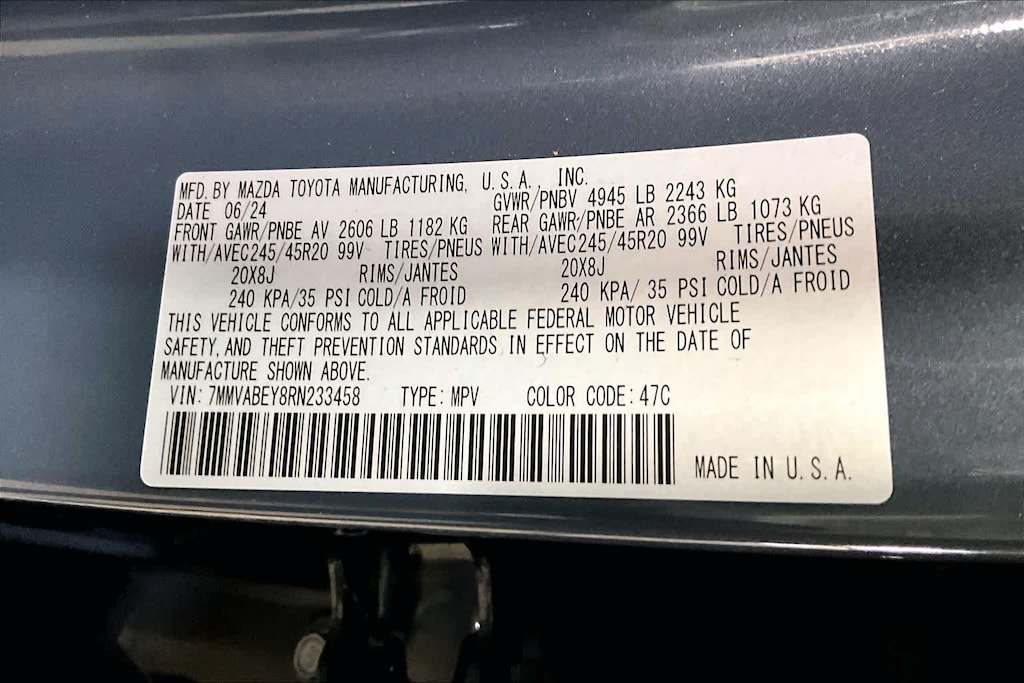 MFD. BY MAZDA TOYOTA MANUFACTURING, U.S.A., INC.
DATE 06/24 GVWR/PNBV 4945 LB 2243 KG
FRONT GAWR/PNBE AV 2606 LB 1182 KG REAR GAWR/PNBE AR 2366 LB 1073 KG
WITH/AVEC245/45R20 99V TIRES/PNEUS WITH/AVEC245/45R20 99V TIRES/PNEUS
20X8J RIMS/JANTES 20X8J RIMS/JANTES
240 KPA/35 PSI COLD/A FROID 240 KPA/ 35 PSI COLD/A FROID
THIS VEHICLE CONFORMS TO ALL APPLICABLE FEDERAL MOTOR VEHICLE
SAFETY, AND THEFT PREVENTION STANDARDS IN EFFECT ON THE DATE OF
MANUFACTURE SHOWN ABOVE.
VIN: 7MMVABEY8RN233458 TYPE: MPV COLOR CODE: 47C
MADE IN U.S.A.